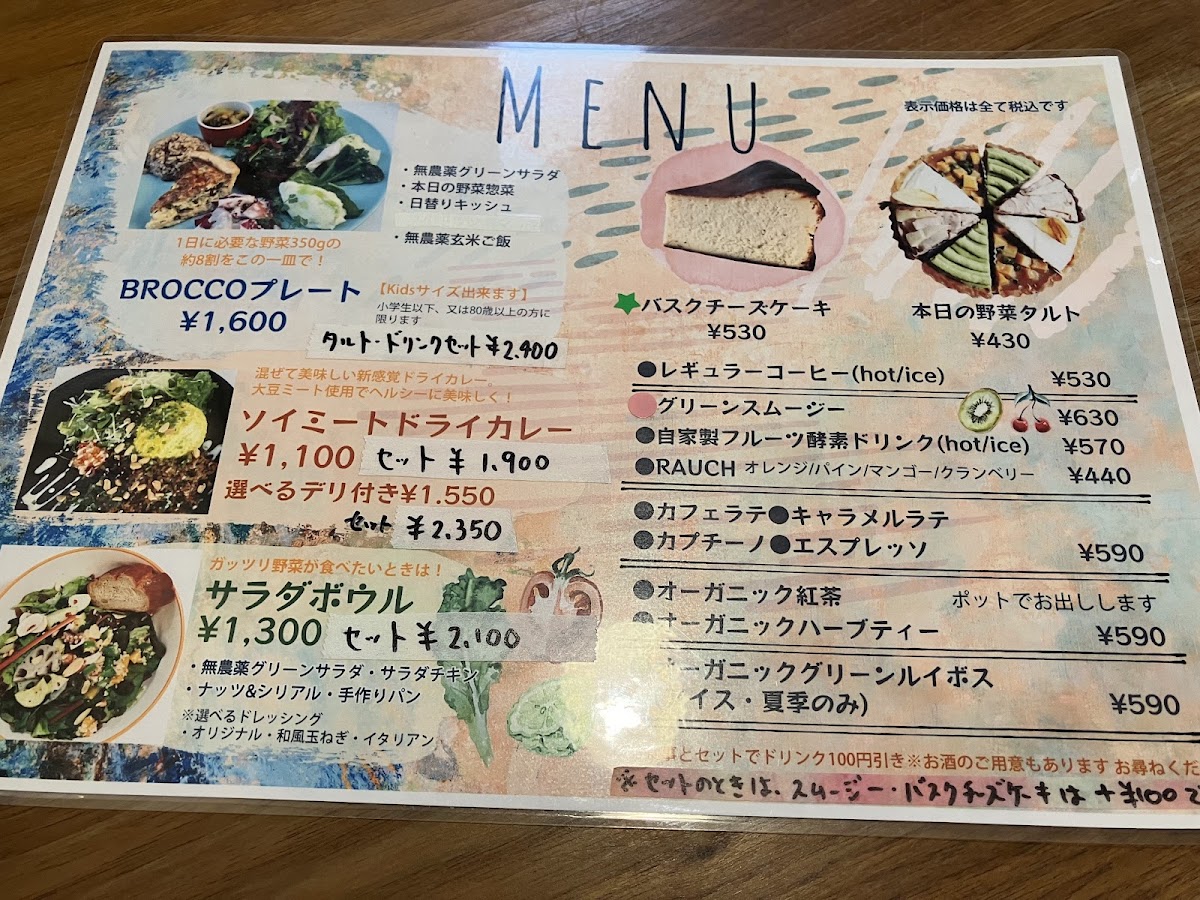 MENU
表示価格は全て税込です
・無農薬グリーンサラダ
・本日の野菜惣菜
・日替りキッシュ
・無農薬玄米ご飯
1日に必要な野菜350gの
約8割をこの一皿で！
BROCCOプレート
¥1,600
【Kidsサイズ出来ます】
小学生以下、又は80歳以上の方に
限ります
タルト・ドリンクセット ¥2.400
混ぜて美味しい新感覚ドライカレー
大豆ミート使用でヘルシーに美味しく！
ソイミートドライカレー
¥1,100 セット ¥1.900
選べるデリ付き¥1.550
セット ¥2.350
ガッツリ野菜が食べたいときは！
サラダボウル
¥1,300 セット ¥2.100
・無農薬グリーンサラダ・サラダチキン
・ナッツ&シリアル・手作りパン
※選べるドレッシング
・オリジナル・和風玉ねぎ・イタリアン
バスクチーズケーキ
¥530
本日の野菜タルト
¥430
●レギュラーコーヒー(hot/ice) ¥530
グリーンスムージー ¥630
●自家製フルーツ酵素ドリンク(hot/ice) ¥570
●RAUCH オレンジ/パイン/マンゴー/クランベリー ¥440
●カフェラテ●キャラメルラテ
●カプチーノ●エスプレッソ ¥590
●オーガニック紅茶 ポットでお出しします
オーガニックハーブティー ¥590
ーガニックグリーンルイボス
イス・夏季のみ) ¥590
とセットでドリンク100円引き※お酒のご用意もあります お尋ねくだ
※セットのときは、スムージー・バスクチーズケーキは +¥100で